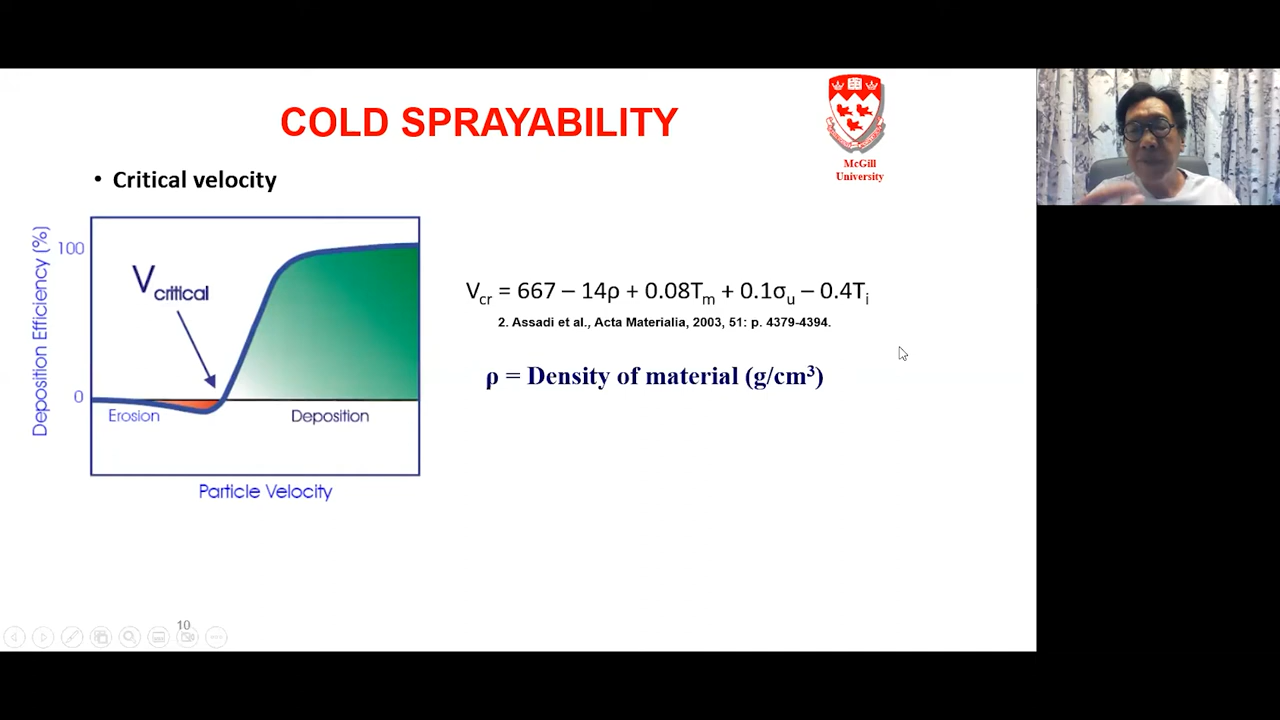 COLD SPRAYABILITY
McGill
University
• Critical velocity
Deposition Efficiency (%)
100
0
Vcritical
Erosion
Deposition
Particle Velocity
Vcr = 667 – 14ρ + 0.08Tm + 0.1σu – 0.4Ti
2. Assadi et al., Acta Materialia, 2003, 51: p. 4379-4394.
ρ = Density of material (g/cm³)
10